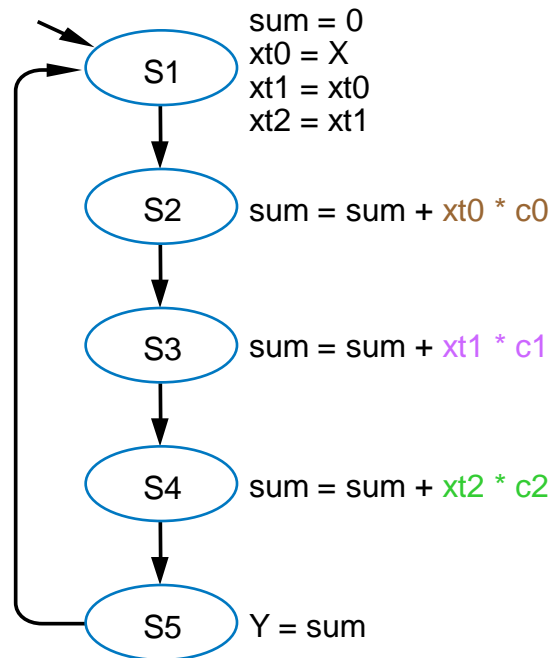 S1
sum = 0
xt0 = X
xt1 = xt0
xt2 = xt1
S2
sum = sum + xt0 * c0
S3
sum = sum + xt1 * c1
S4
sum = sum + xt2 * c2
S5
Y = sum